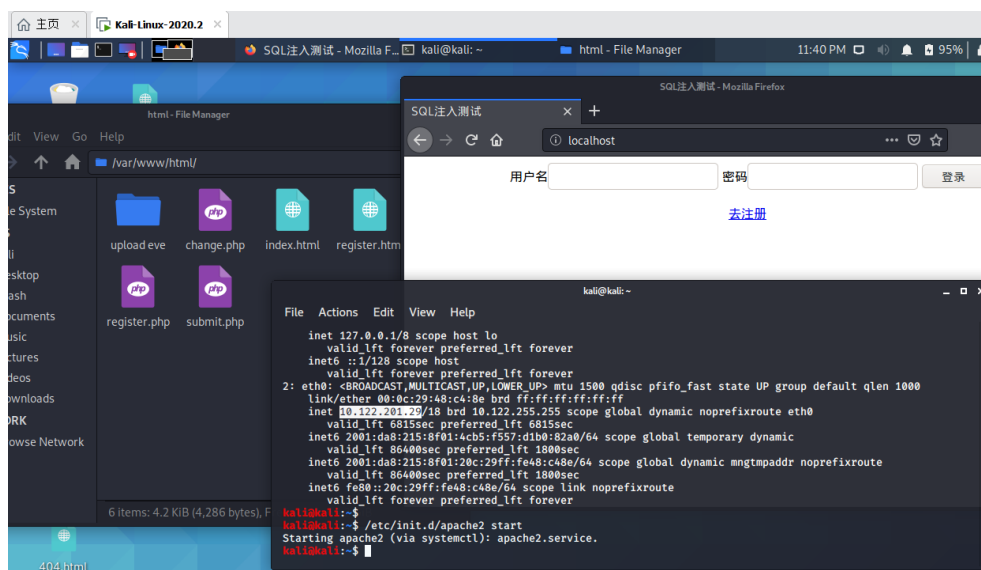 主页 ×
Kali-Linux-2020.2 ×
SQL注入测试 - Mozilla F...
kali@kali: ~
html - File Manager
11:40 PM
95%
SQL注入测试 - Mozilla Firefox
SQL注入测试 × +
localhost
用户名
密码
登录
去注册
html - File Manager
dit View Go Help
/var/www/html/
S
le System
li
esktop
ash
ocuments
usic
ctures
deos
ownloads
ORK
owse Network
upload eve
change.php
index.html
register.htm
register.php
submit.php
6 items: 4.2 KiB (4,286 bytes), F
404.html
kali@kali: ~
File Actions Edit View Help
inet 127.0.0.1/8 scope host lo
valid_lft forever preferred_lft forever
inet6 ::1/128 scope host
valid_lft forever preferred_lft forever
2: eth0: <BROADCAST,MULTICAST,UP,LOWER_UP> mtu 1500 qdisc pfifo_fast state UP group default qlen 1000
link/ether 00:0c:29:48:c4:8e brd ff:ff:ff:ff:ff:ff
inet 10.122.201.29/18 brd 10.122.255.255 scope global dynamic noprefixroute eth0
valid_lft 6815sec preferred_lft 6815sec
inet6 2001:da8:215:8f01:4cb5:f557:d1b0:82a0/64 scope global temporary dynamic
valid_lft 86400sec preferred_lft 1800sec
inet6 2001:da8:215:8f01:20c:29ff:fe48:c48e/64 scope global dynamic mngtmpaddr noprefixroute
valid_lft 86400sec preferred_lft 1800sec
inet6 fe80::20c:29ff:fe48:c48e/64 scope link noprefixroute
valid_lft forever preferred_lft forever
kali@kali:~$
kali@kali:~$ /etc/init.d/apache2 start
Starting apache2 (via systemctl): apache2.service.
kali@kali:~$